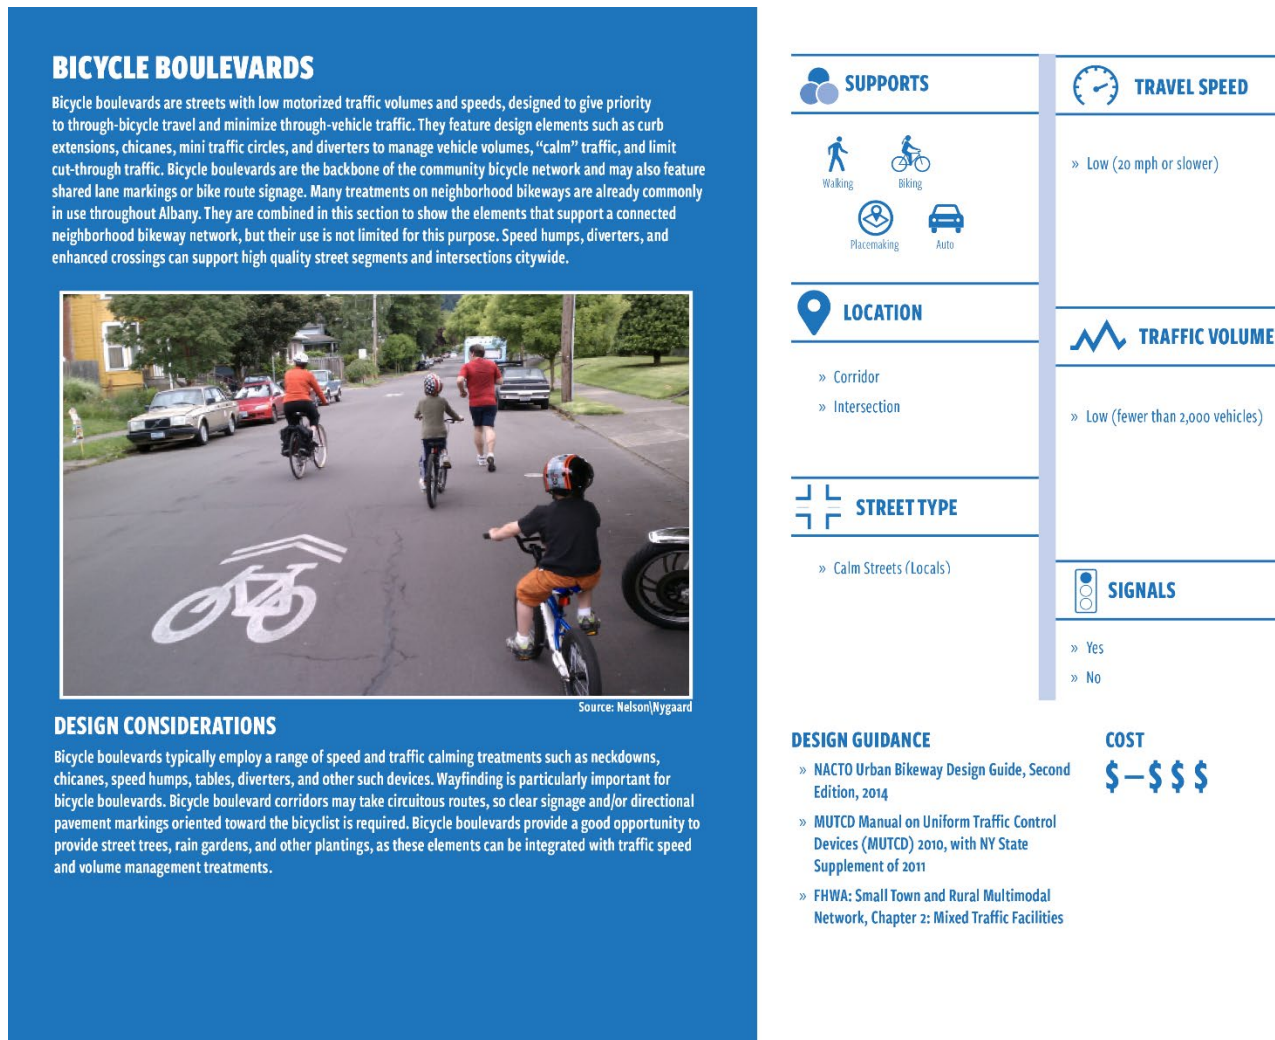 BICYCLE BOULEVARDS
Bicycle boulevards are streets with low motorized traffic volumes and speeds, designed to give priority
to through-bicycle travel and minimize through-vehicle traffic. They feature design elements such as curb
extensions, chicanes, mini traffic circles, and diverters to manage vehicle volumes, “calm” traffic, and limit
cut-through traffic. Bicycle boulevards are the backbone of the community bicycle network and may also feature
shared lane markings or bike route signage. Many treatments on neighborhood bikeways are already commonly
in use throughout Albany. They are combined in this section to show the elements that support a connected
neighborhood bikeway network, but their use is not limited for this purpose. Speed humps, diverters, and
enhanced crossings can support high quality street segments and intersections citywide.
Source: Nelson\Nygaard
DESIGN CONSIDERATIONS
Bicycle boulevards typically employ a range of speed and traffic calming treatments such as neckdowns,
chicanes, speed humps, tables, diverters, and other such devices. Wayfinding is particularly important for
bicycle boulevards. Bicycle boulevard corridors may take circuitous routes, so clear signage and/or directional
pavement markings oriented toward the bicyclist is required. Bicycle boulevards provide a good opportunity to
provide street trees, rain gardens, and other plantings, as these elements can be integrated with traffic speed
and volume management treatments.
SUPPORTS
Walking
Biking
Placemaking
Auto
LOCATION
» Corridor
» Intersection
STREET TYPE
» Calm Streets (Locals)
TRAVEL SPEED
» Low (20 mph or slower)
TRAFFIC VOLUME
» Low (fewer than 2,000 vehicles)
SIGNALS
» Yes
» No
DESIGN GUIDANCE
» NACTO Urban Bikeway Design Guide, Second
Edition, 2014
» MUTCD Manual on Uniform Traffic Control
Devices (MUTCD) 2010, with NY State
Supplement of 2011
» FHWA: Small Town and Rural Multimodal
Network, Chapter 2: Mixed Traffic Facilities
COST
$–$$$